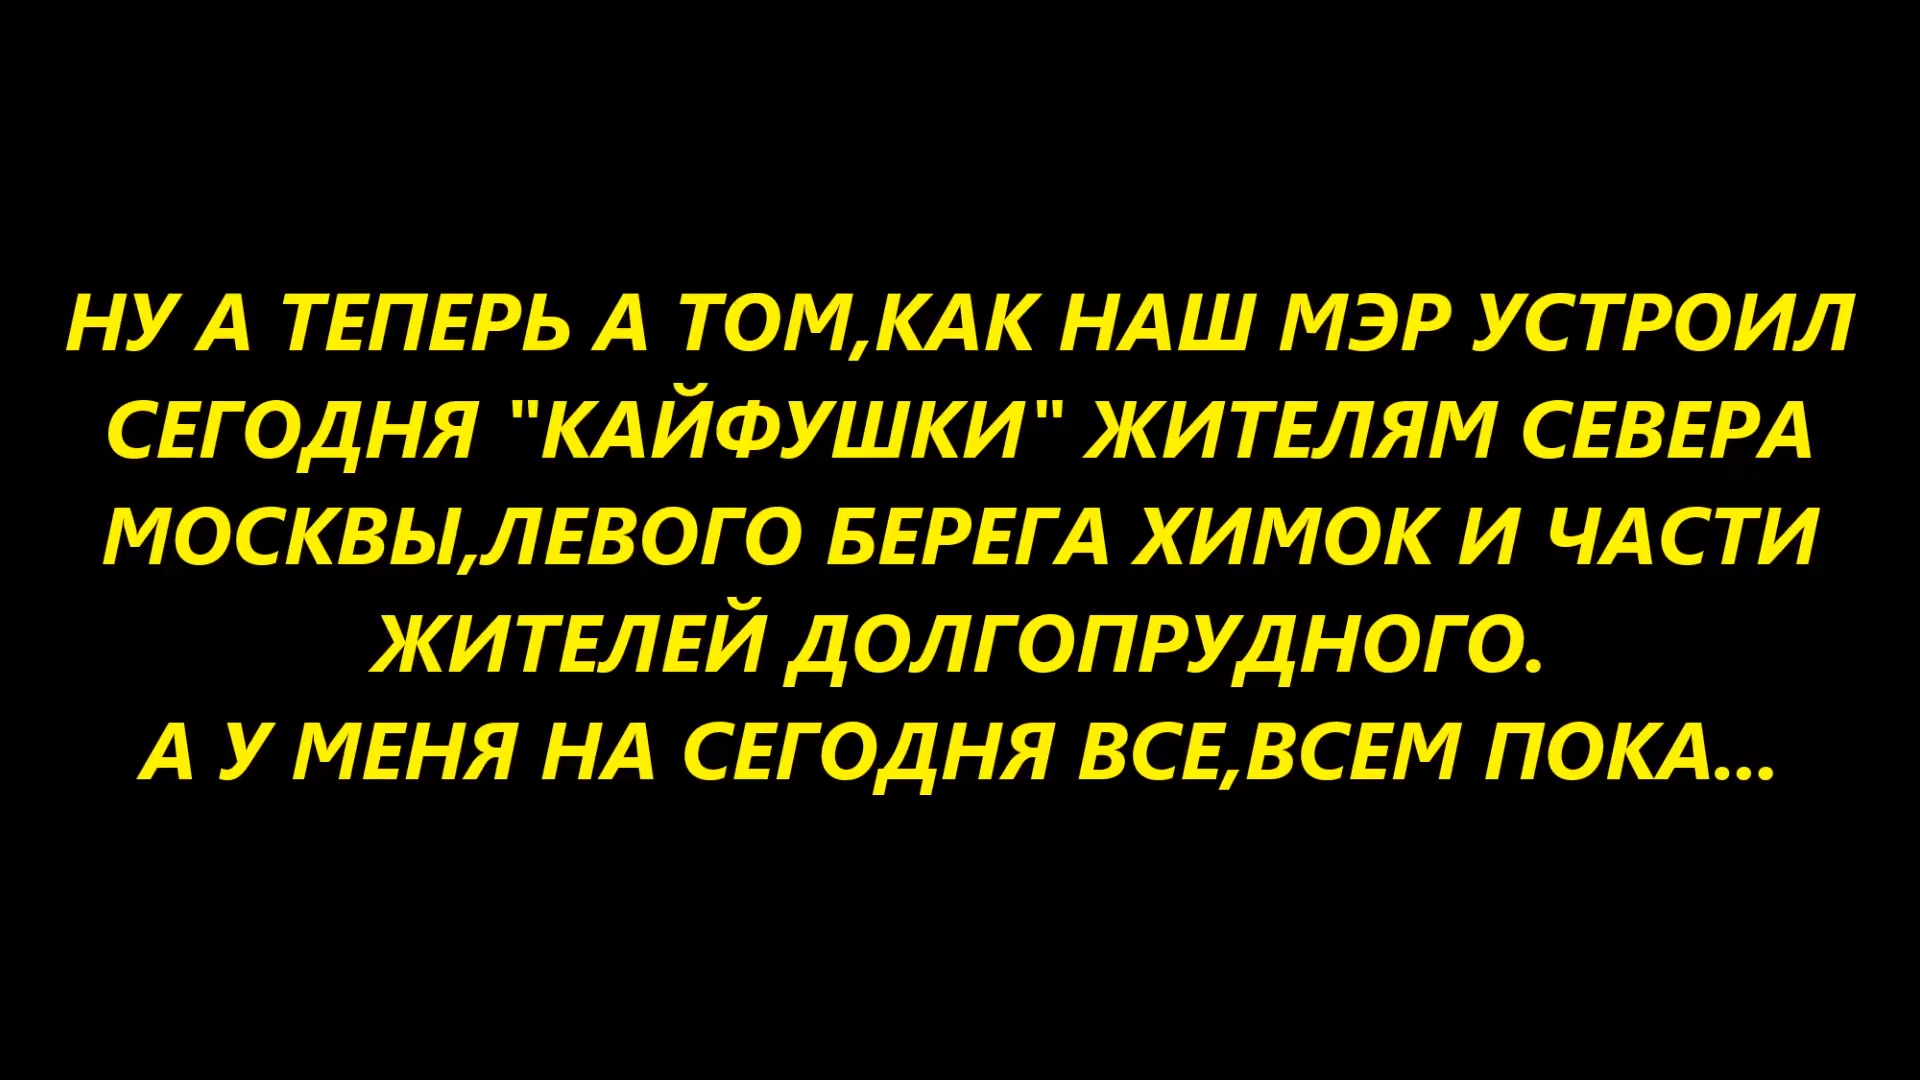 НУ А ТЕПЕРЬ А ТОМ,КАК НАШ МЭР УСТРОИЛ
СЕГОДНЯ "КАЙФУШКИ" ЖИТЕЛЯМ СЕВЕРА
МОСКВЫ,ЛЕВОГО БЕРЕГА ХИМОК И ЧАСТИ
ЖИТЕЛЕЙ ДОЛГОПРУДНОГО.
А У МЕНЯ НА СЕГОДНЯ ВСЕ,ВСЕМ ПОКА...